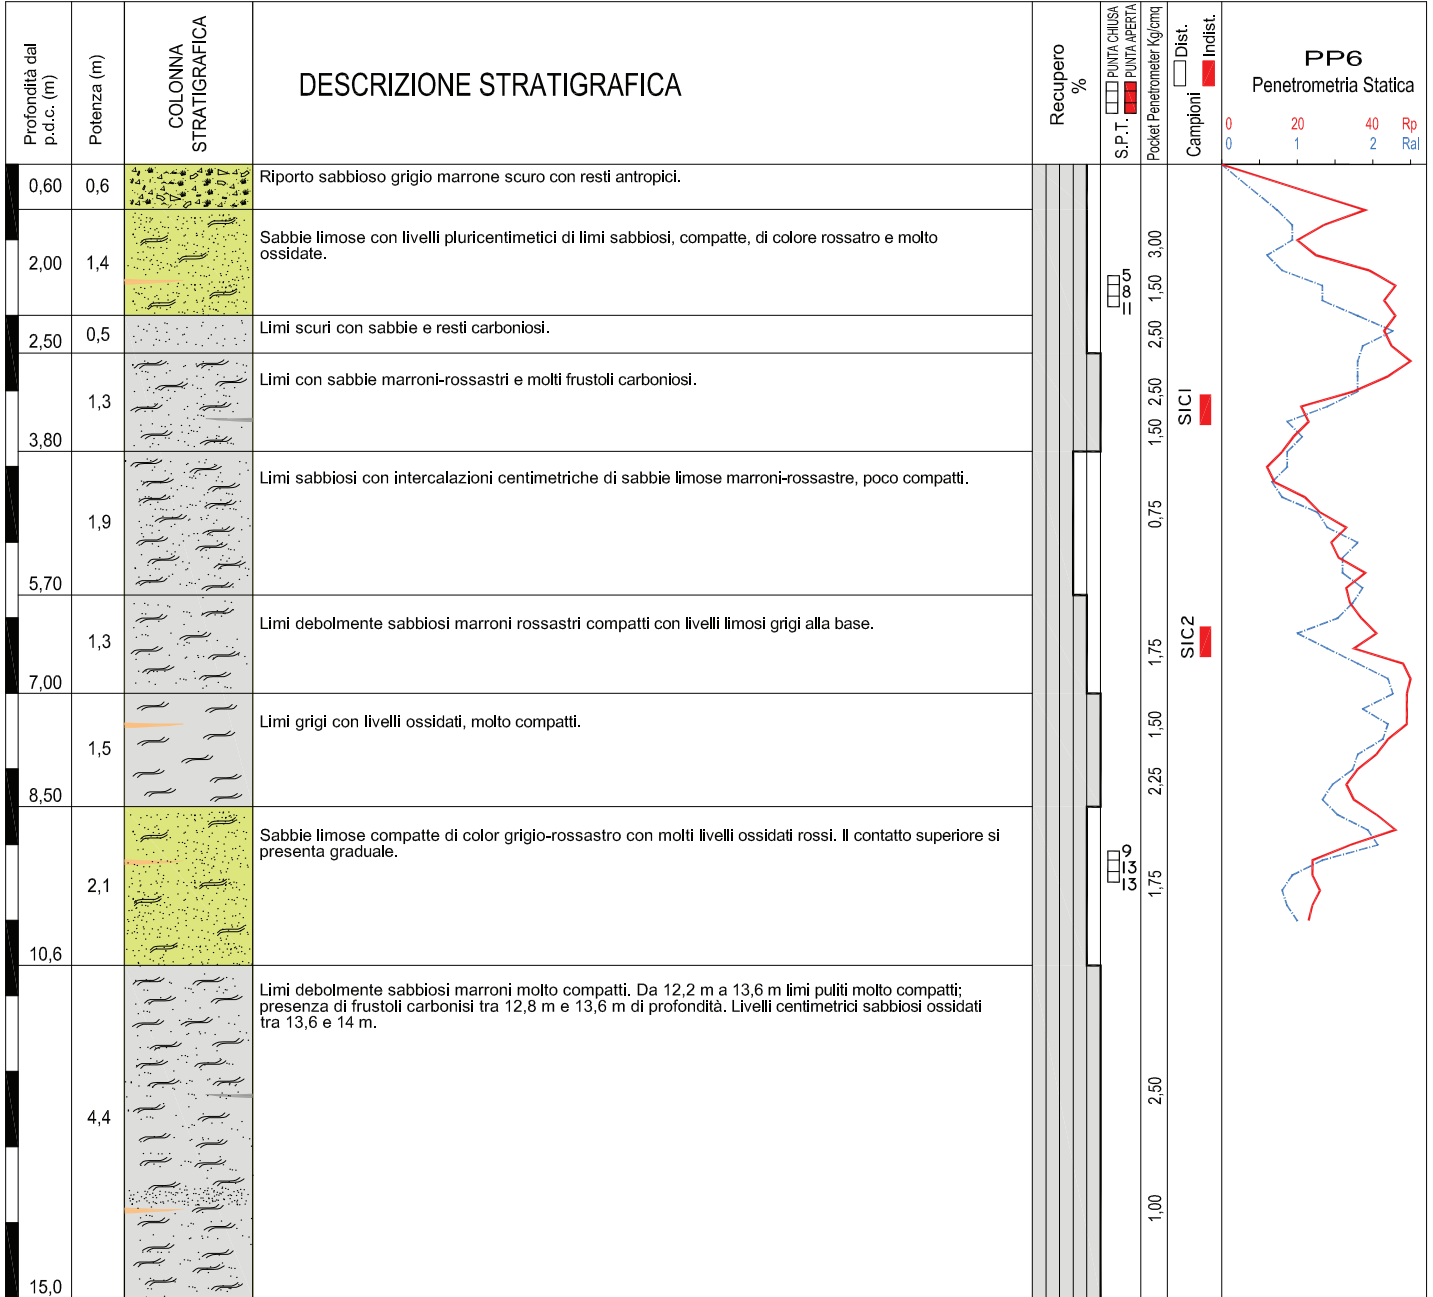 Profondità dal
p.d.c. (m)
Potenza (m)
COLONNA
STRATIGRAFICA
DESCRIZIONE STRATIGRAFICA
Recupero
%
S.P.T.
PUNTA CHIUSA
PUNTA APERTA
Pocket Penetrometer Kg/cmq
Campioni
Dist.
Indist.
PP6
Penetrometria Statica
0 20 40 Rp
0 1 2 Ral
0,60 0,6 Riporto sabbioso grigio marrone scuro con resti antropici.
2,00 1,4 Sabbie limose con livelli pluricentimetici di limi sabbiosi, compatte, di colore rossatro e molto
ossidate.
3,00
5
8
11
1,50
2,50 0,5 Limi scuri con sabbie e resti carboniosi.
2,50
3,80 1,3 Limi con sabbie marroni-rossastri e molti frustoli carboniosi.
2,50
1,50
SIC1
5,70 1,9 Limi sabbiosi con intercalazioni centimetriche di sabbie limose marroni-rossastre, poco compatti.
0,75
7,00 1,3 Limi debolmente sabbiosi marroni rossastri compatti con livelli limosi grigi alla base.
1,75
SIC2
8,50 1,5 Limi grigi con livelli ossidati, molto compatti.
1,50
2,25
10,6 2,1 Sabbie limose compatte di color grigio-rossastro con molti livelli ossidati rossi. Il contatto superiore si
presenta graduale.
9
13
13
1,75
15,0 4,4 Limi debolmente sabbiosi marroni molto compatti. Da 12,2 m a 13,6 m limi puliti molto compatti;
presenza di frustoli carbonisi tra 12,8 m e 13,6 m di profondità. Livelli centimetrici sabbiosi ossidati
tra 13,6 e 14 m.
2,50
1,00